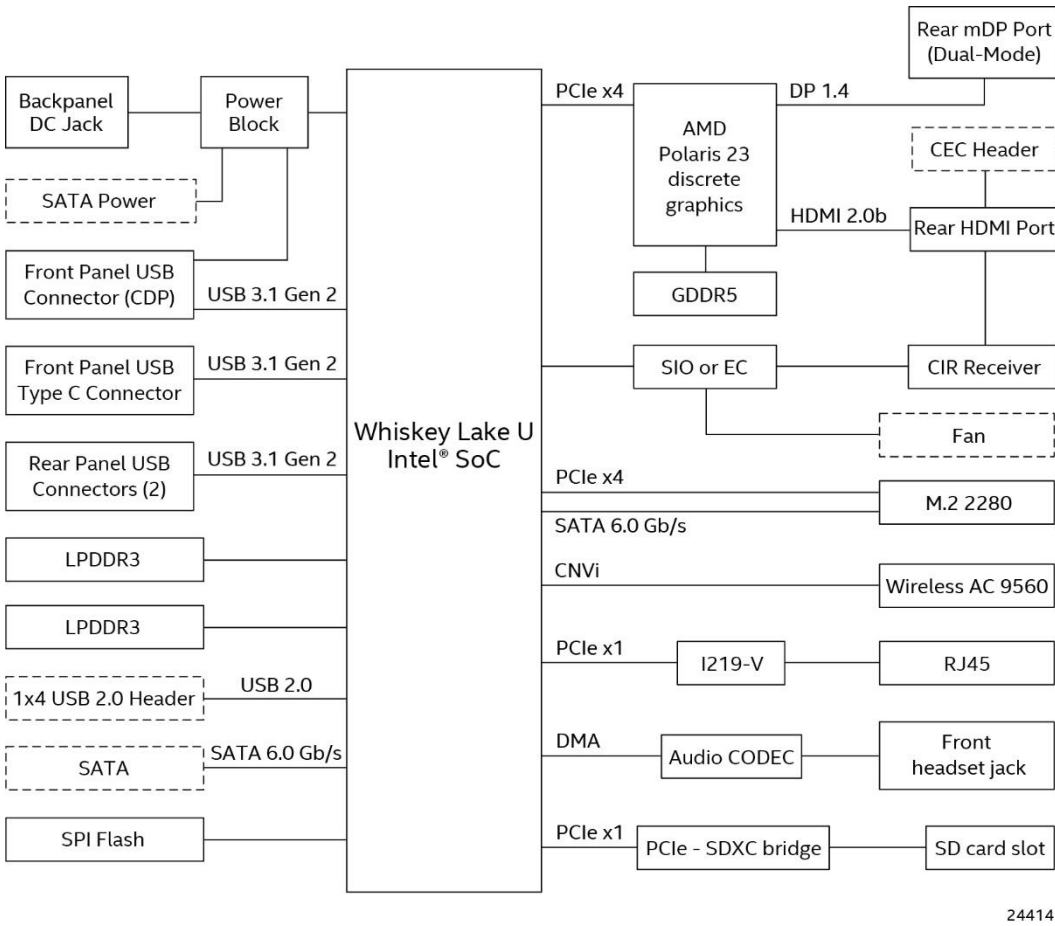 Backpanel
DC Jack
Power
Block
SATA Power
Front Panel USB
Connector (CDP)
USB 3.1 Gen 2
Front Panel USB
Type C Connector
USB 3.1 Gen 2
Rear Panel USB
Connectors (2)
USB 3.1 Gen 2
LPDDR3
LPDDR3
1x4 USB 2.0 Header
USB 2.0
SATA
SATA 6.0 Gb/s
SPI Flash
Whiskey Lake U
Intel® SoC
PCIe x4
AMD
Polaris 23
discrete
graphics
DP 1.4
Rear mDP Port
(Dual-Mode)
CEC Header
HDMI 2.0b
Rear HDMI Port
GDDR5
SIO or EC
CIR Receiver
Fan
PCIe x4
SATA 6.0 Gb/s
M.2 2280
CNVi
Wireless AC 9560
PCIe x1
I219-V
RJ45
DMA
Audio CODEC
Front
headset jack
PCIe x1
PCIe - SDXC bridge
SD card slot
24414